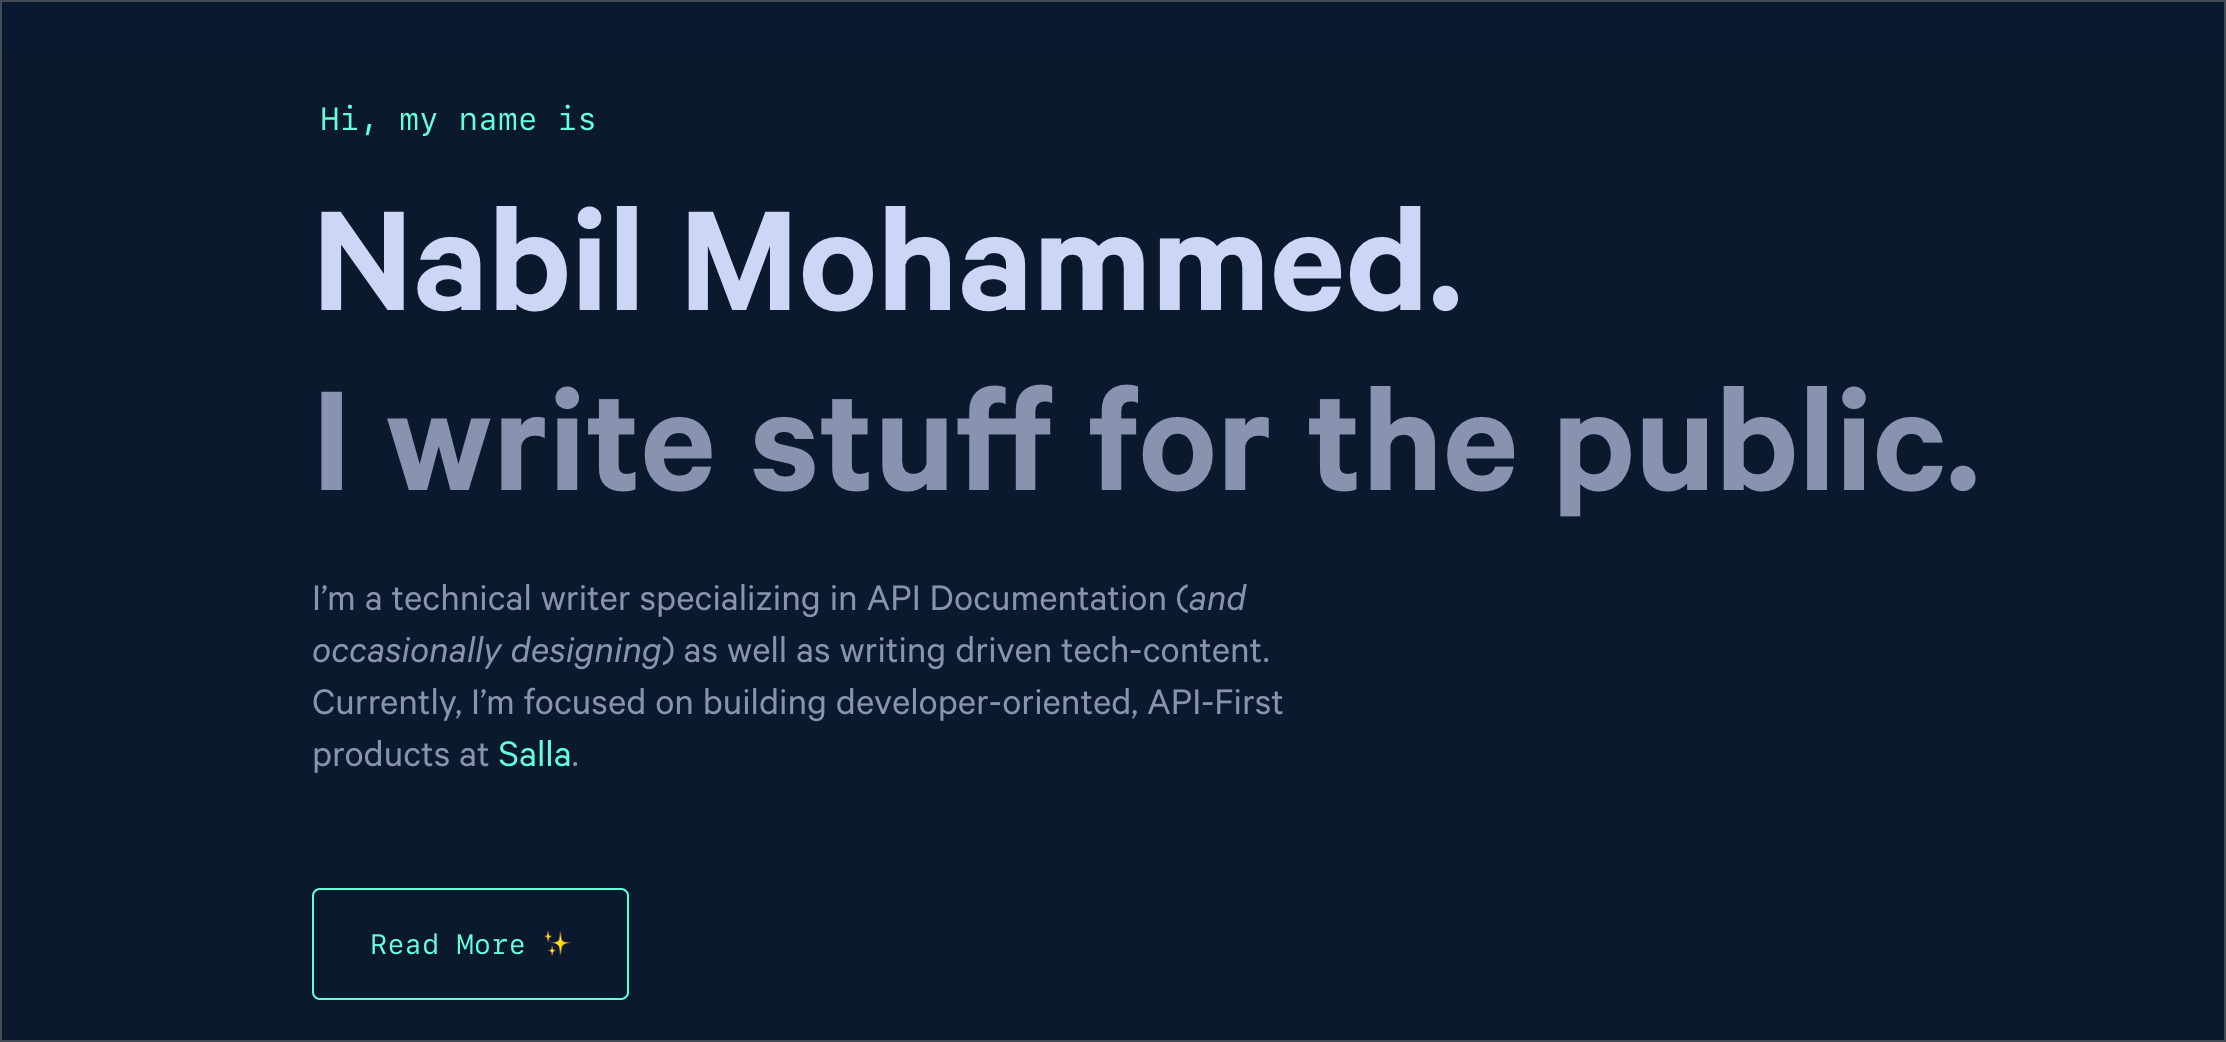 Hi, my name is
Nabil Mohammed.
I write stuff for the public.
I’m a technical writer specializing in API Documentation (and
occasionally designing) as well as writing driven tech-content.
Currently, I’m focused on building developer-oriented, API-First
products at Salla.
Read More ✨